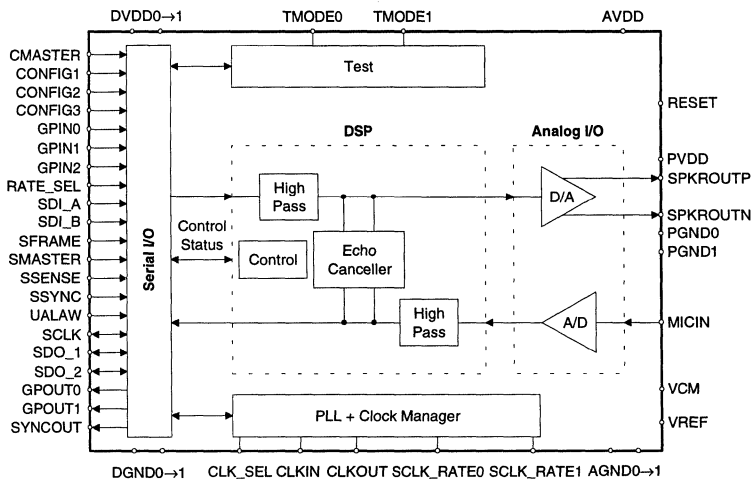 DVDD0→1
TMODE0
TMODE1
AVDD
CMASTER
CONFIG1
CONFIG2
CONFIG3
GPIN0
GPIN1
GPIN2
RATE_SEL
SDI_A
SDI_B
SFRAME
SMASTER
SSENSE
SSYNC
UALAW
SCLK
SDO_1
SDO_2
GPOUT0
GPOUT1
SYNCOUT
Serial I/O
Test
Control
Status
DSP
High
Pass
Echo
Canceller
Control
High
Pass
Analog I/O
D/A
A/D
PLL + Clock Manager
RESET
PVDD
SPKROUTP
SPKROUTN
PGND0
PGND1
MICIN
VCM
VREF
DGND0→1
CLK_SEL
CLKIN
CLKOUT
SCLK_RATE0
SCLK_RATE1
AGND0→1